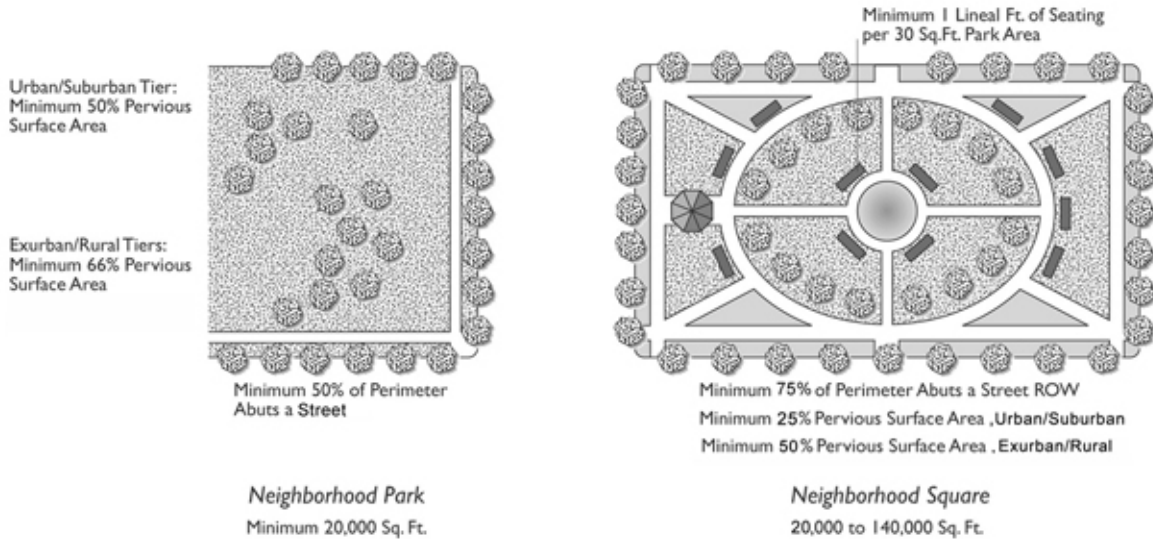 Minimum 1 Lineal Ft. of Seating
per 30 Sq.Ft. Park Area
Urban/Suburban Tier:
Minimum 50% Pervious
Surface Area
Exurban/Rural Tiers:
Minimum 66% Pervious
Surface Area
Minimum 50% of Perimeter
Abuts a Street
Neighborhood Park
Minimum 20,000 Sq. Ft.
Minimum 75% of Perimeter Abuts a Street ROW
Minimum 25% Pervious Surface Area ,Urban/Suburban
Minimum 50% Pervious Surface Area , Exurban/Rural
Neighborhood Square
20,000 to 140,000 Sq. Ft.